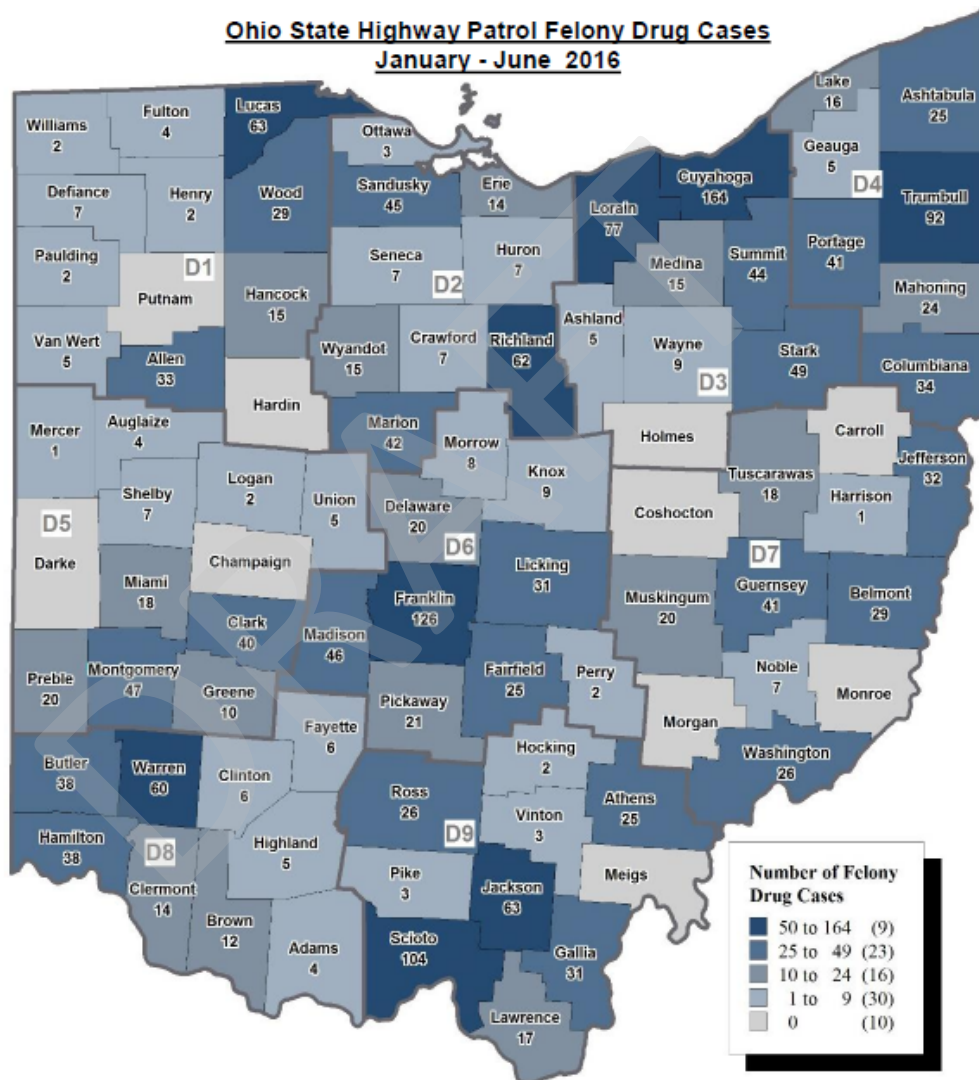 Ohio State Highway Patrol Felony Drug Cases
January - June 2016
Williams
2
Fulton
4
Lucas
63
Ottawa
3
Lake
16
Ashtabula
25
Geauga
5
D4
Defiance
7
Henry
2
Wood
29
Sandusky
45
Erie
14
Lorain
77
Cuyahoga
164
Trumbull
92
Paulding
2
D1
Putnam
Hancock
15
Seneca
7
D2
Huron
7
Medina
15
Summit
44
Portage
41
Mahoning
24
Van Wert
5
Allen
33
Wyandot
15
Crawford
7
Richland
62
Ashland
5
Wayne
9
D3
Stark
49
Columbiana
34
Hardin
Mercer
1
Auglaize
4
Marion
42
Morrow
8
Holmes
Carroll
Jefferson
32
Shelby
7
Logan
2
Union
5
Delaware
20
Knox
9
Tuscarawas
18
Harrison
1
Coshocton
D5
Darke
Champaign
D6
D7
Miami
18
Licking
31
Franklin
126
Muskingum
20
Guernsey
41
Belmont
29
Clark
40
Madison
46
Preble
20
Montgomery
47
Greene
10
Pickaway
21
Fairfield
25
Perry
2
Noble
7
Monroe
Morgan
Fayette
6
Hocking
2
Washington
26
Butler
38
Warren
60
Clinton
6
Ross
26
Athens
25
Vinton
3
D9
Hamilton
38
D8
Highland
5
Clermont
14
Pike
3
Jackson
63
Meigs
Brown
12
Adams
4
Scioto
104
Gallia
31
Lawrence
17
Number of Felony
Drug Cases
50 to 164 (9)
25 to 49 (23)
10 to 24 (16)
1 to 9 (30)
0 (10)
DRAFT